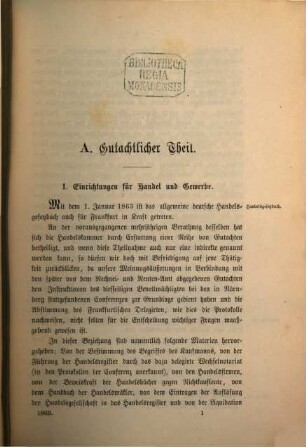 BIBLIOTHECA
REGIA
MONACENSIS
A. Gutachtlicher Theil.
1. Einrichtungen für Handel und Gewerbe.
Mit dem 1. Januar 1863 ist das allgemeine deutsche Handels- Handelsgesetzbuch.
gesetzbuch auch für Frankfurt in Kraft getreten.
An der vorausgegangenen mehrjährigen Berathung desselben hat
sich die Handelskammer durch Erstattung einer Reihe von Gutachten
betheiligt, und wenn diese Theilnahme auch nur eine indirekte genannt
werden kann, so dürfen wir doch mit Befriedigung auf jene Thätig-
keit zurückblicken, da unsere Meinungsäußerungen in Verbindung mit
den später von dem Rechnei- und Renten-Amt abgegebenen Gutachten
den Instruktionen des diesseitigen Bevollmächtigten bei den in Nürn-
berg stattgefundenen Conferenzen zur Grundlage gedient haben und
die Abstimmung des Frankfurtischen Delegirten, wie dies die Protokolle
nachweisen, nicht selten für die Entscheidung wichtiger Fragen maß-
gebend gewesen ist.
In dieser Beziehung sind namentlich folgende Materien hervor-
zuheben: Von der Bestimmung des Begriffes des Kaufmanns, von der
Führung der Handelsregister durch das dazu delegirte Wechselnotariat (ist
in den Protokollen der Conferenz anerkannt), von den Handelsfirmen,
von der Beweiskraft der Handelsbücher gegen Nichtkaufleute, von
dem Handbuch der Handelsmäkler, von dem Eintragen der Auflösung
der Handelsgesellschaft in das Handelsregister und von der Liquidation
1863. 1